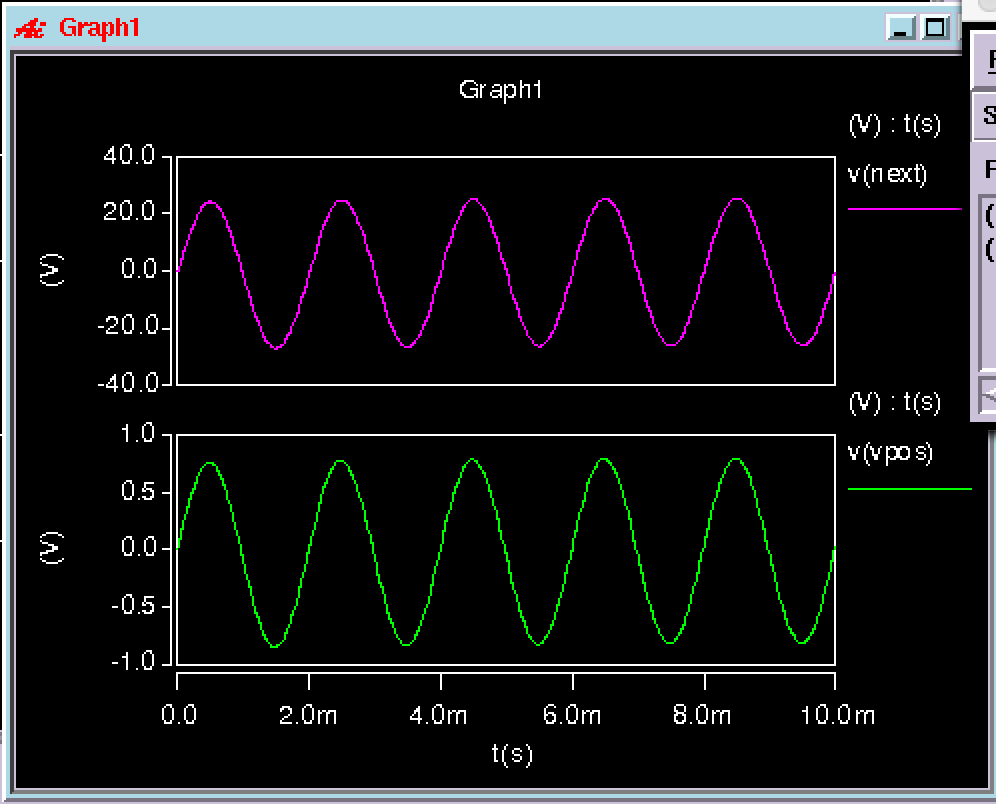 Graph1
Graph1
(V) : t(s)
v(next)
40.0
20.0
0.0
-20.0
-40.0
(V)
(V) : t(s)
v(vpos)
1.0
0.5
0.0
-0.5
-1.0
(V)
0.0 2.0m 4.0m 6.0m 8.0m 10.0m
t(s)